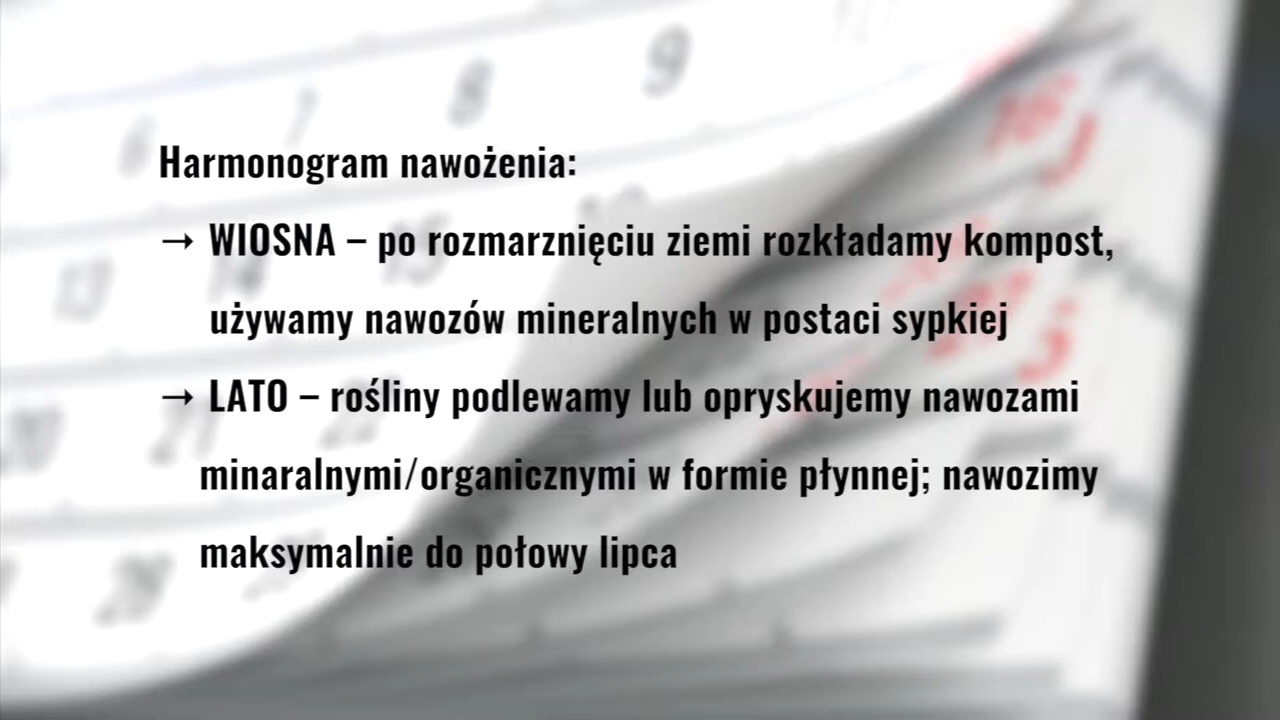 Harmonogram nawożenia:
→ WIOSNA – po rozmarznięciu ziemi rozkładamy kompost,
używamy nawozów mineralnych w postaci sypkiej
→ LATO – rośliny podlewamy lub opryskujemy nawozami
minaralnymi/organicznymi w formie płynnej; nawozimy
maksymalnie do połowy lipca